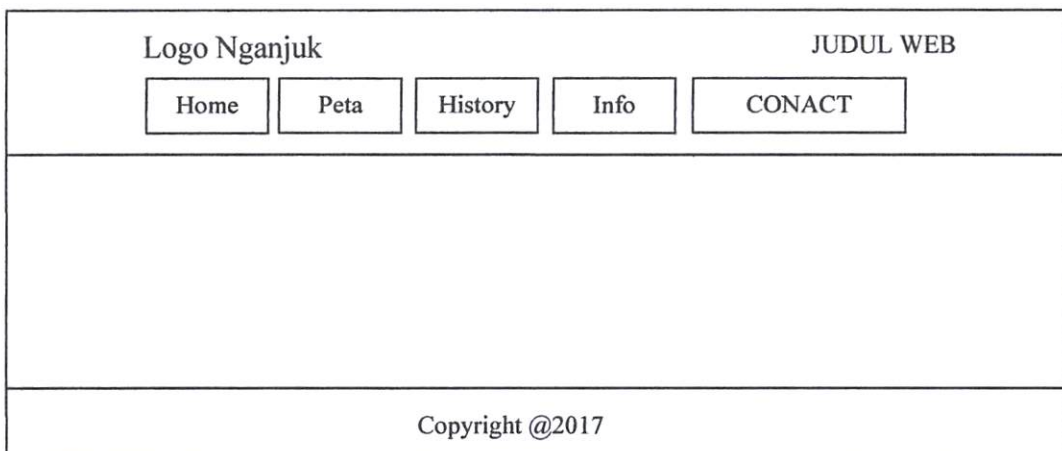 Logo Nganjuk JUDUL WEB
Home Peta History Info CONACT
Copyright @2017